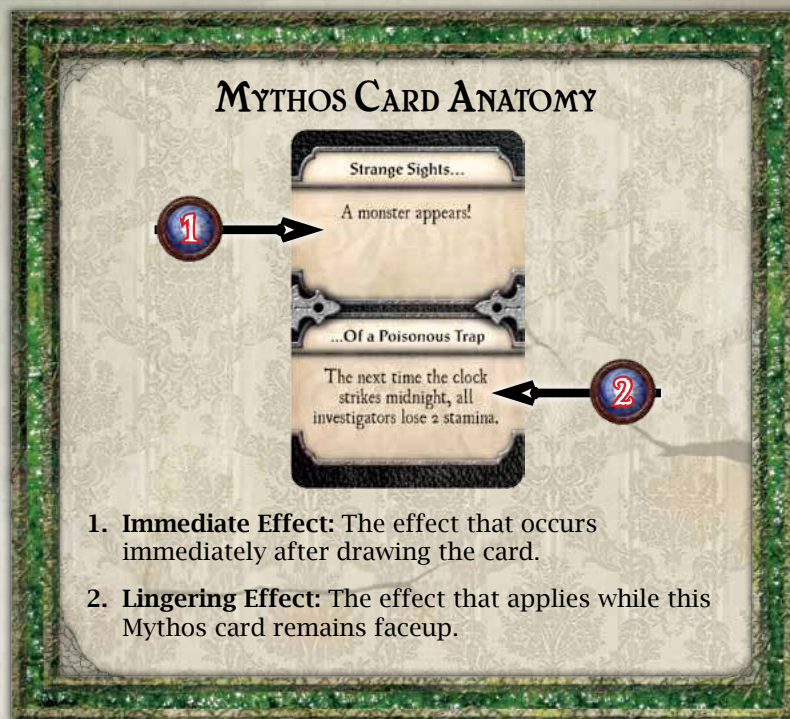 Mythos Card Anatomy
Strange Sights...
A monster appears!
1
...Of a Poisonous Trap
The next time the clock
strikes midnight, all
investigators lose 2 stamina.
2
1. Immediate Effect: The effect that occurs
immediately after drawing the card.
2. Lingering Effect: The effect that applies while this
Mythos card remains faceup.